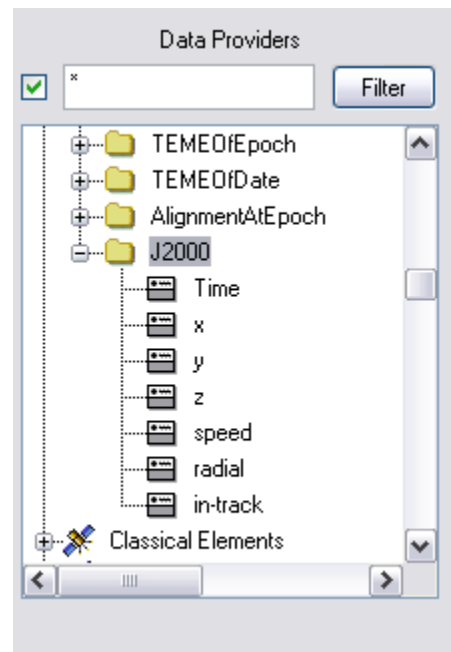 Data Providers
* Filter
TEMEOfEpoch
TEMEOfDate
AlignmentAtEpoch
J2000
Time
x
y
z
speed
radial
in-track
Classical Elements